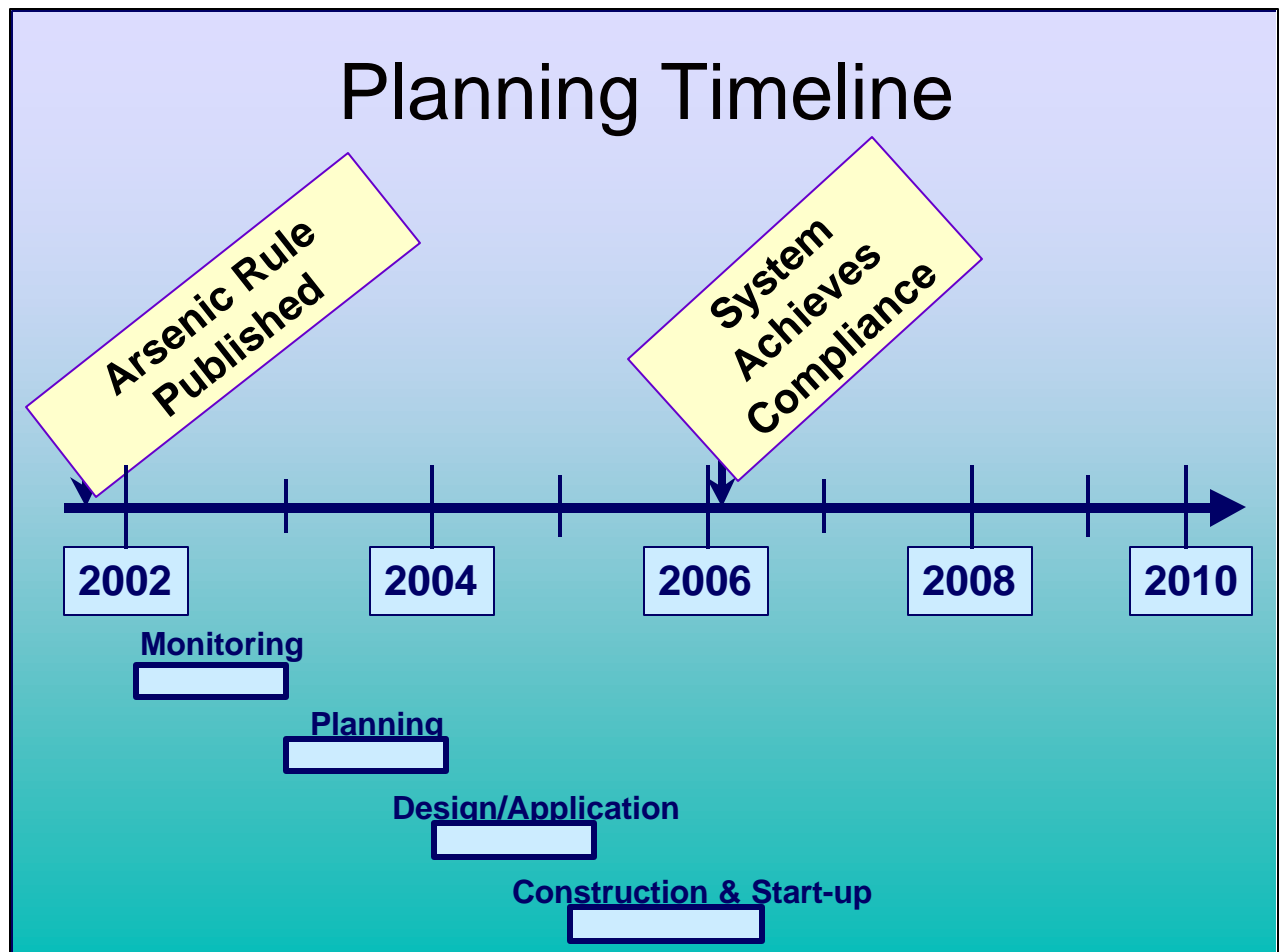 Planning Timeline
Arsenic Rule
Published
System
Achieves
Compliance
2002
2004
2006
2008
2010
Monitoring
Planning
Design/Application
Construction & Start-up